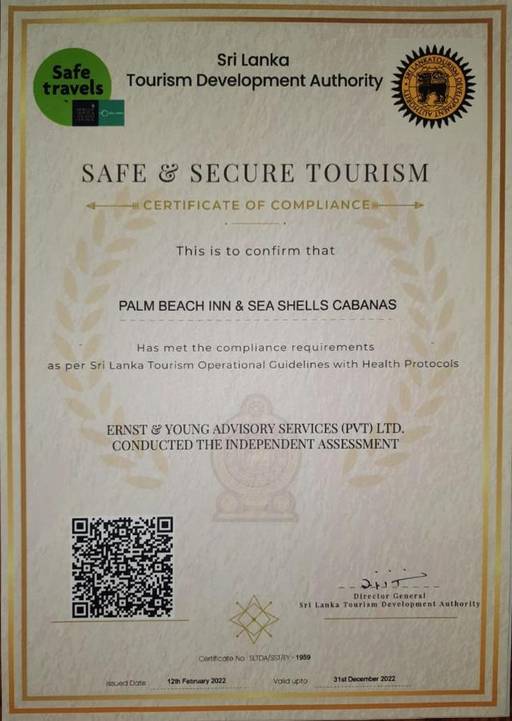 Safe
travels
Sri Lanka
Tourism Development Authority
SRI LANKA TOURISM DEVELOPMENT AUTHORITY
SAFE & SECURE TOURISM
CERTIFICATE OF COMPLIANCE
This is to confirm that
PALM BEACH INN & SEA SHELLS CABANAS
Has met the compliance requirements
as per Sri Lanka Tourism Operational Guidelines with Health Protocols
ERNST & YOUNG ADVISORY SERVICES (PVT) LTD.
CONDUCTED THE INDEPENDENT ASSESSMENT
Director General
Sri Lanka Tourism Development Authority
Certificate No : SLTDA/SST/PY - 1959
Issued Date 12th February 2022 Valid upto 31st December 2022